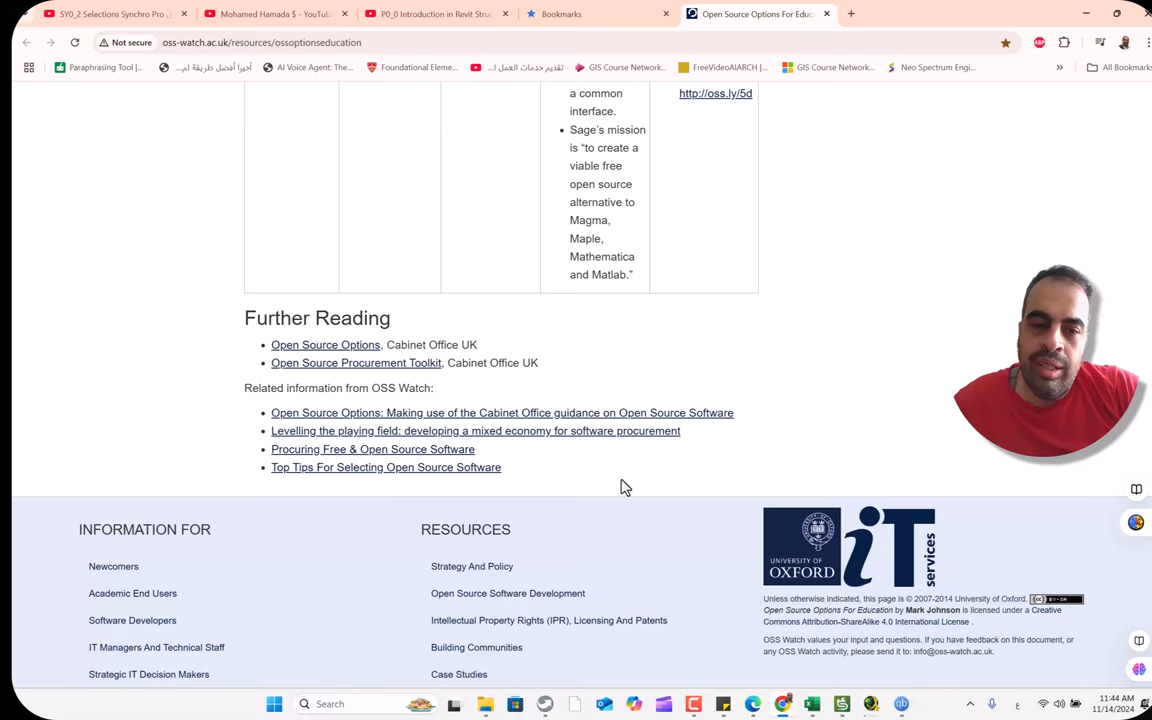 SY0_2 Selections Synchro Pro
Mohamed Hamada $ - YouTube
P0_0 Introduction in Revit Struc
Bookmarks
Open Source Options For Educ
Not secure
oss-watch.ac.uk/resources/ossoptionseducation
Paraphrasing Tool |...
أخيرا أفضل طريقة لم...
AI Voice Agent: The...
Foundational Eleme...
تقديم خدمات العمل ا...
GIS Course Network...
FreeVideoAIARCH |...
GIS Course Network...
Neo Spectrum Engi...
»
All Bookmarks
a common
interface.
http://oss.ly/5d
• Sage's mission
is "to create a
viable free
open source
alternative to
Magma,
Maple,
Mathematica
and Matlab."
Further Reading
• Open Source Options, Cabinet Office UK
• Open Source Procurement Toolkit, Cabinet Office UK
Related information from OSS Watch:
• Open Source Options: Making use of the Cabinet Office guidance on Open Source Software
• Levelling the playing field: developing a mixed economy for software procurement
• Procuring Free & Open Source Software
• Top Tips For Selecting Open Source Software
INFORMATION FOR
Newcomers
Academic End Users
Software Developers
IT Managers And Technical Staff
Strategic IT Decision Makers
RESOURCES
Strategy And Policy
Open Source Software Development
Intellectual Property Rights (IPR), Licensing And Patents
Building Communities
Case Studies
UNIVERSITY OF
OXFORD
iT services
Unless otherwise indicated, this page is © 2007-2014 University of Oxford.
Open Source Options For Education by Mark Johnson is licensed under a Creative
Commons Attribution-ShareAlike 4.0 International License .
OSS Watch values your input and questions. If you have feedback on this document, or
any OSS Watch activity, please send it to: info@oss-watch.ac.uk.
Search
ع
11:44 AM
11/14/2024